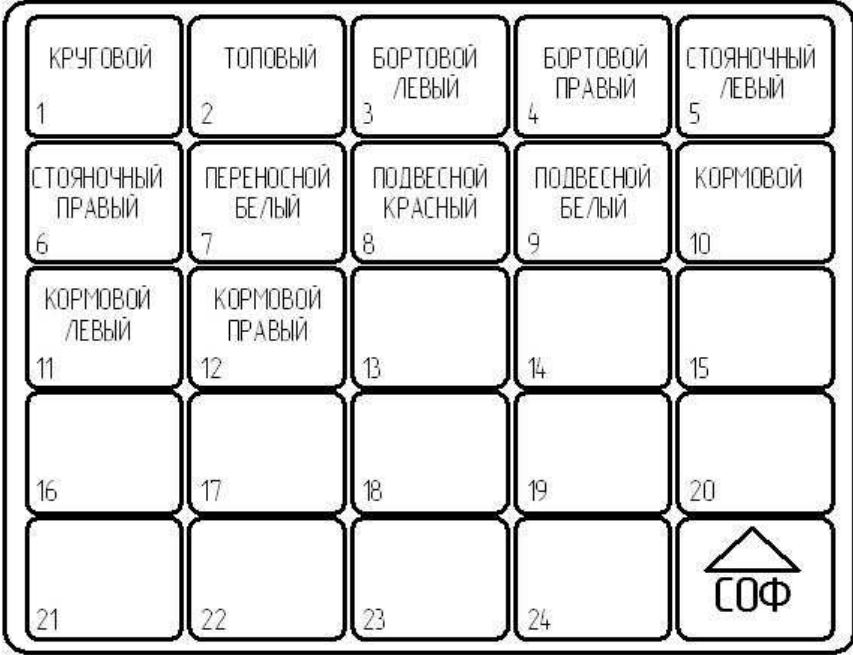 КРУГОВОЙ
1
ТОПОВЫЙ
2
БОРТОВОЙ
ЛЕВЫЙ
3
БОРТОВОЙ
ПРАВЫЙ
4
СТОЯНОЧНЫЙ
ЛЕВЫЙ
5
СТОЯНОЧНЫЙ
ПРАВЫЙ
6
ПЕРЕНОСНОЙ
БЕЛЫЙ
7
ПОДВЕСНОЙ
КРАСНЫЙ
8
ПОДВЕСНОЙ
БЕЛЫЙ
9
КОРМОВОЙ
10
КОРМОВОЙ
ЛЕВЫЙ
11
КОРМОВОЙ
ПРАВЫЙ
12
13
14
15
16
17
18
19
20
21
22
23
24
СОФ